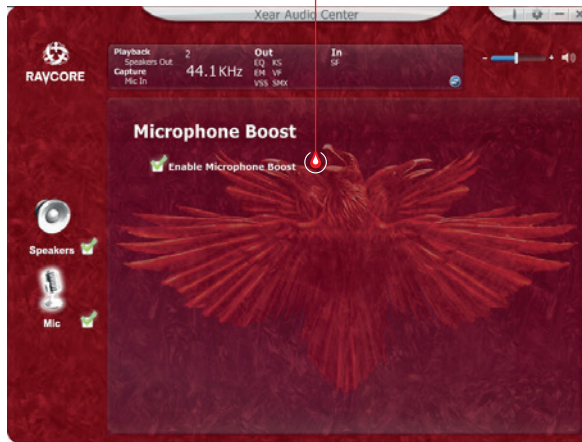 Xear Audio Center
RAYCORE
Playback 2 Out In
Speakers Out EQ KS SF
Capture 44.1KHz EM VF
Mic In VSS SMX
- +
Microphone Boost
Enable Microphone Boost
Speakers
Mic